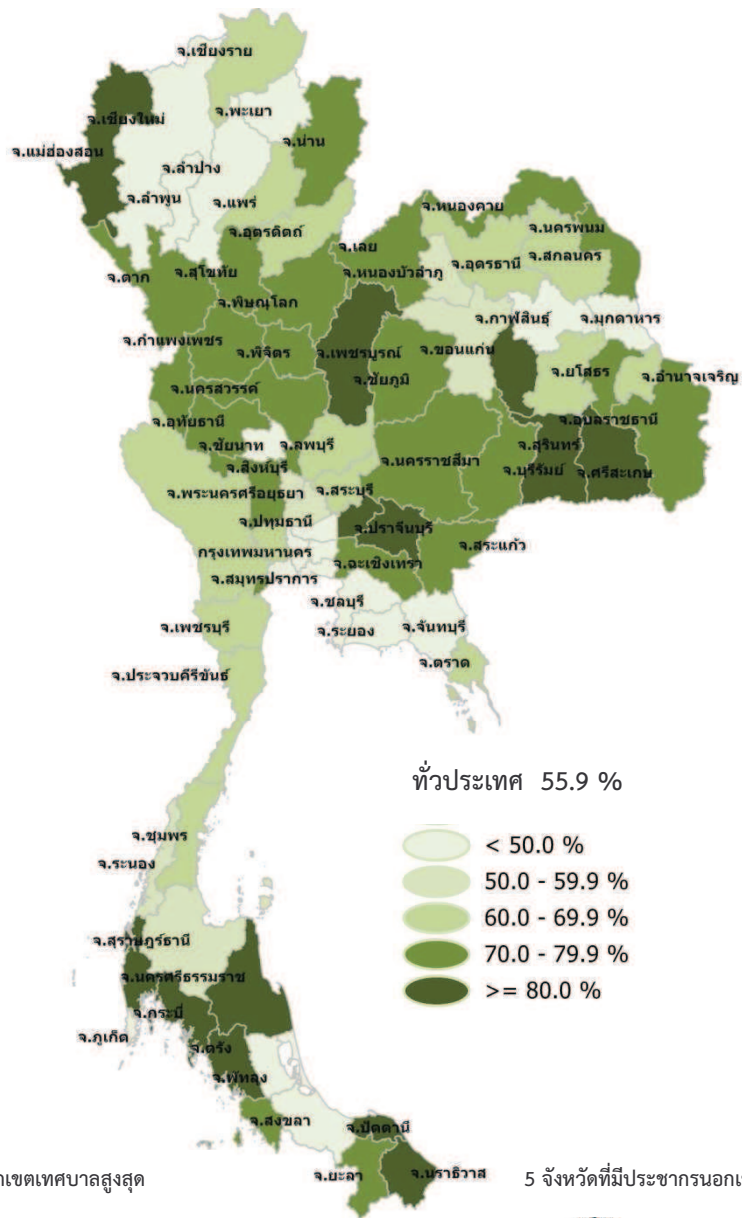 จ.เชียงราย
จ.เชียงใหม่
จ.พะเยา
จ.น่าน
จ.แม่ฮ่องสอน
จ.ลำปาง
จ.ลำพูน
จ.แพร่
จ.หนองคาย
จ.อุตรดิตถ์
จ.นครพนม
จ.เลย
จ.สกลนคร
จ.อุดรธานี
จ.ตาก
จ.สุโขทัย
จ.หนองบัวลำภู
จ.พิษณุโลก
จ.กาฬสินธุ์
จ.มุกดาหาร
จ.กำแพงเพชร
จ.พิจิตร
จ.เพชรบูรณ์
จ.ขอนแก่น
จ.ยโสธร
จ.อำนาจเจริญ
จ.ชัยภูมิ
จ.นครสวรรค์
จ.อุทัยธานี
จ.อุบลราชธานี
จ.ชัยนาท
จ.ลพบุรี
จ.สุรินทร์
จ.นครราชสีมา
จ.สิงห์บุรี
จ.บุรีรัมย์
จ.ศรีสะเกษ
จ.พระนครศรีอยุธยา
จ.สระบุรี
จ.ปทุมธานี
จ.ปราจีนบุรี
กรุงเทพมหานคร
จ.สระแก้ว
จ.ฉะเชิงเทรา
จ.สมุทรปราการ
จ.ชลบุรี
จ.เพชรบุรี
จ.ระยอง
จ.จันทบุรี
จ.ตราด
จ.ประจวบคีรีขันธ์
ทั่วประเทศ 55.9 %
< 50.0 %
50.0 - 59.9 %
60.0 - 69.9 %
70.0 - 79.9 %
>= 80.0 %
จ.ชุมพร
จ.ระนอง
จ.สุราษฎร์ธานี
จ.นครศรีธรรมราช
จ.กระบี่
จ.ภูเก็ต
จ.ตรัง
จ.พัทลุง
จ.สงขลา
จ.ปัตตานี
จ.ยะลา
จ.นราธิวาส
เขตเทศบาลสูงสุด
5 จังหวัดที่มีประชากรนอก